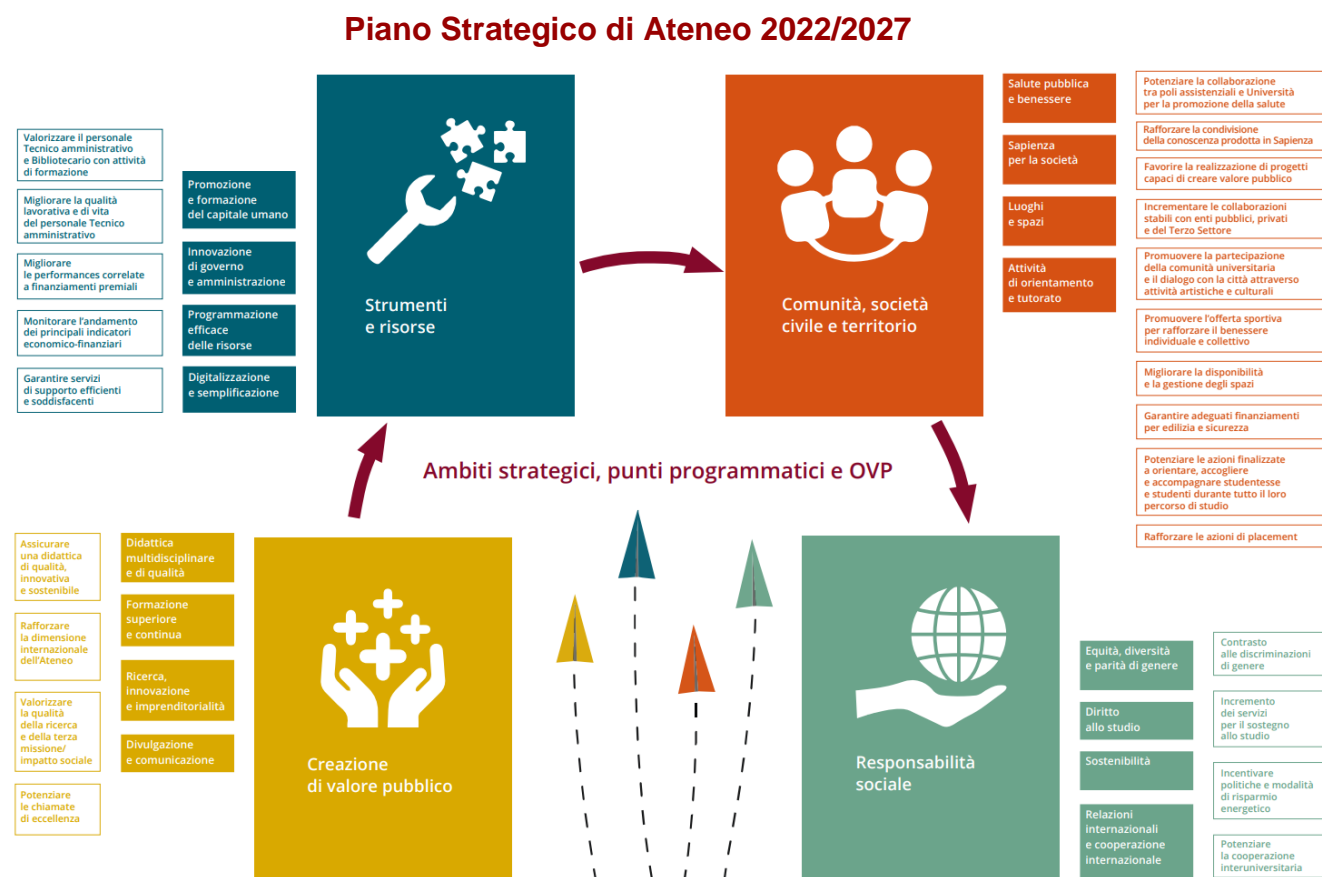 Piano Strategico di Ateneo 2022/2027
Valorizzare il personale
Tecnico amministrativo
e Bibliotecario con attività
di formazione
Migliorare la qualità
lavorativa e di vita
del personale Tecnico
amministrativo
Migliorare
le performances correlate
a finanziamenti premiali
Monitorare l'andamento
dei principali indicatori
economico-finanziari
Garantire servizi
di supporto efficienti
e soddisfacenti
Promozione
e formazione
del capitale umano
Innovazione
di governo
e amministrazione
Programmazione
efficace
delle risorse
Digitalizzazione
e semplificazione
Strumenti
e risorse
Comunità, società
civile e territorio
Salute pubblica
e benessere
Sapienza
per la società
Luoghi
e spazi
Attività
di orientamento
e tutorato
Potenziare la collaborazione
tra poli assistenziali e Università
per la promozione della salute
Rafforzare la condivisione
della conoscenza prodotta in Sapienza
Favorire la realizzazione di progetti
capaci di creare valore pubblico
Incrementare le collaborazioni
stabili con enti pubblici, privati
e del Terzo Settore
Promuovere la partecipazione
della comunità universitaria
e il dialogo con la città attraverso
attività artistiche e culturali
Promuovere l'offerta sportiva
per rafforzare il benessere
individuale e collettivo
Migliorare la disponibilità
e la gestione degli spazi
Garantire adeguati finanziamenti
per edilizia e sicurezza
Potenziare le azioni finalizzate
a orientare, accogliere
e accompagnare studentesse
e studenti durante tutto il loro
percorso di studio
Rafforzare le azioni di placement
Ambiti strategici, punti programmatici e OVP
Assicurare
una didattica
di qualità,
innovativa
e sostenibile
Rafforzare
la dimensione
internazionale
dell'Ateneo
Valorizzare
la qualità
della ricerca
e della terza
missione/
impatto sociale
Potenziare
le chiamate
di eccellenza
Didattica
multidisciplinare
e di qualità
Formazione
superiore
e continua
Ricerca,
innovazione
e imprenditorialità
Divulgazione
e comunicazione
Creazione
di valore pubblico
Responsabilità
sociale
Equità, diversità
e parità di genere
Diritto
allo studio
Sostenibilità
Relazioni
internazionali
e cooperazione
internazionale
Contrasto
alle discriminazioni
di genere
Incremento
dei servizi
per il sostegno
allo studio
Incentivare
politiche e modalità
di risparmio
energetico
Potenziare
la cooperazione
interuniversitaria